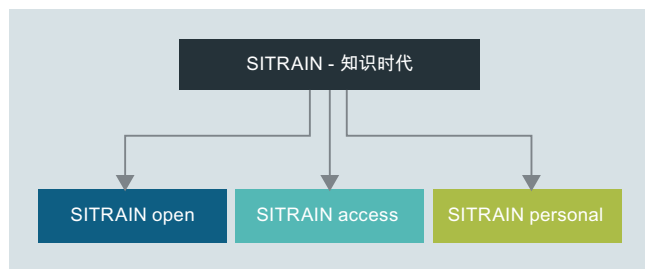 SITRAIN - 知识时代
SITRAIN open
SITRAIN access
SITRAIN personal